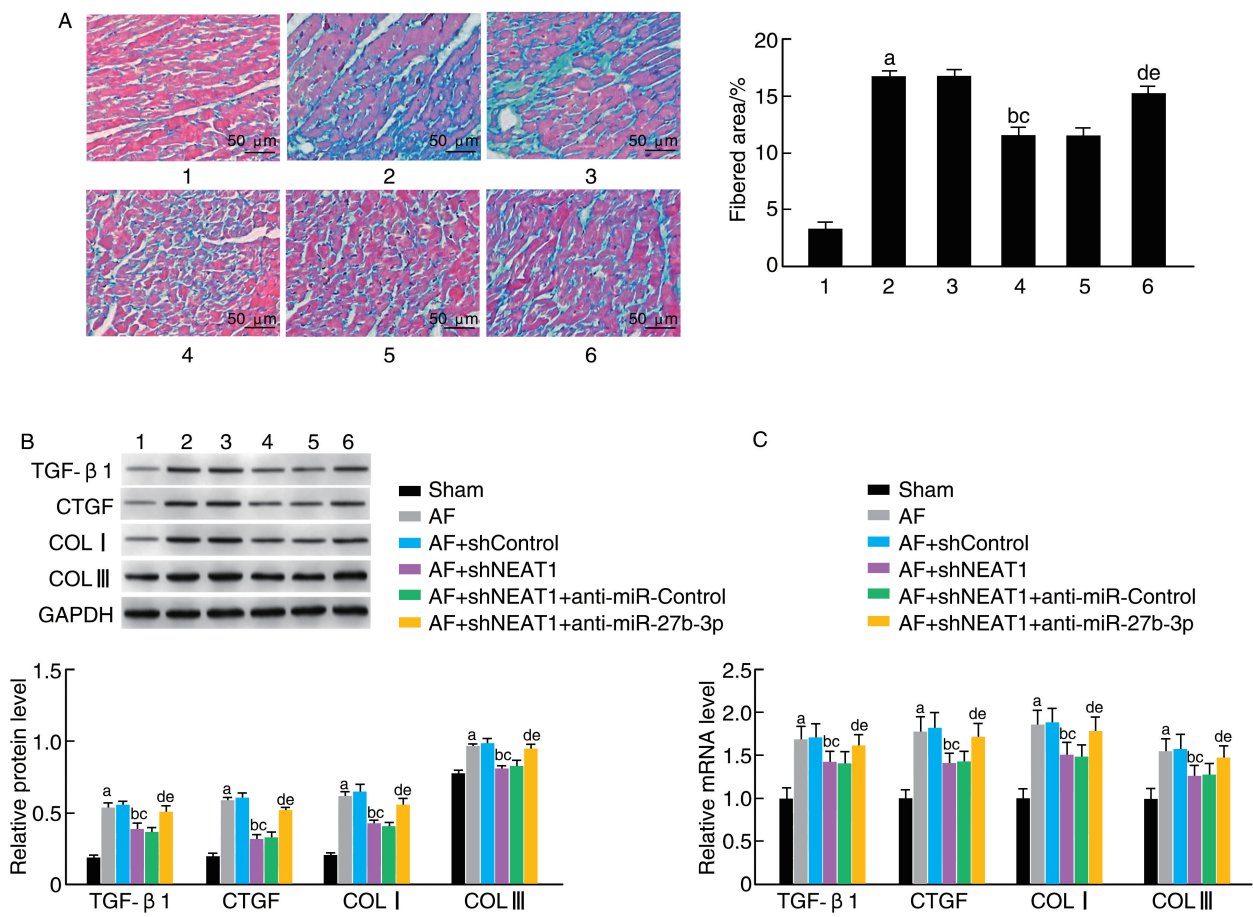 A
50 μm
50 μm
50 μm
1
2
3
50 μm
50 μm
50 μm
4
5
6
Fibered area/%
20
15
10
5
0
a
bc
de
1 2 3 4 5 6
B
1 2 3 4 5 6
TGF-β1
CTGF
COL Ⅰ
COL Ⅲ
GAPDH
Sham
AF
AF+shControl
AF+shNEAT1
AF+shNEAT1+anti-miR-Control
AF+shNEAT1+anti-miR-27b-3p
Relative protein level
1.5
1.0
0.5
0
a
bc
de
a
bc
de
a
bc
de
a
bc
de
TGF-β1 CTGF COL Ⅰ COL Ⅲ
C
Sham
AF
AF+shControl
AF+shNEAT1
AF+shNEAT1+anti-miR-Control
AF+shNEAT1+anti-miR-27b-3p
Relative mRNA level
2.5
2.0
1.5
1.0
0.5
0
a
bc
de
a
bc
de
a
bc
de
a
bc
de
TGF-β1 CTGF COL Ⅰ COL Ⅲ